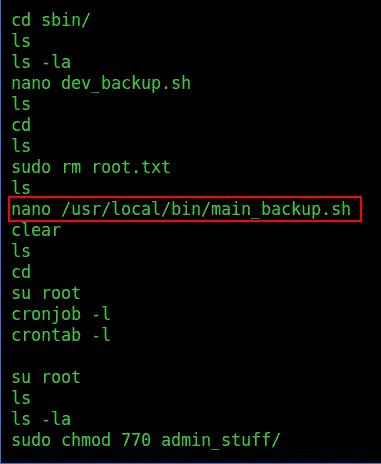 cd sbin/
ls
ls -la
nano dev_backup.sh
ls
cd
ls
sudo rm root.txt
ls
nano /usr/local/bin/main_backup.sh
clear
ls
cd
su root
cronjob -l
crontab -l
su root
ls
ls -la
sudo chmod 770 admin_stuff/